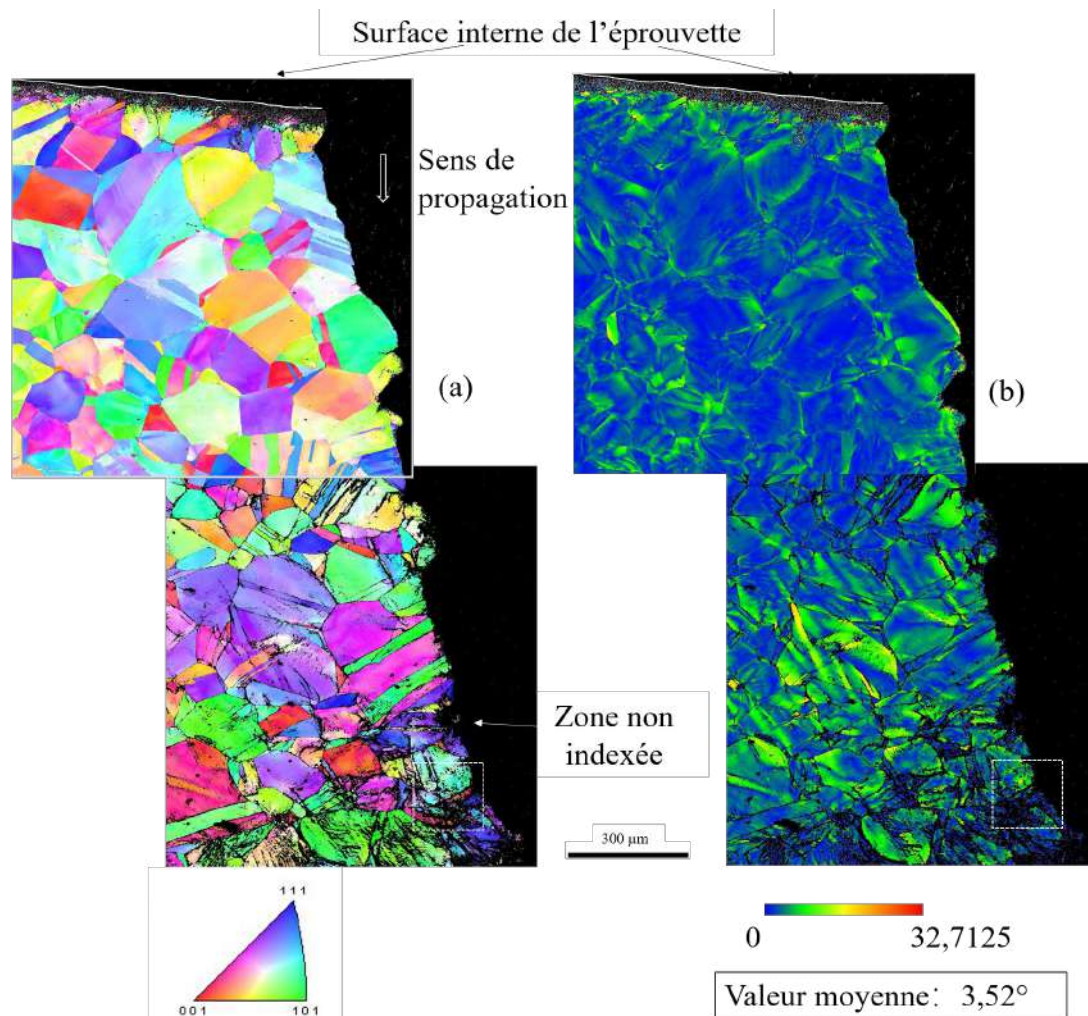 Surface interne de l’éprouvette
Sens de
propagation
(a)
(b)
Zone non
indexée
300 µm
111
001
101
0
32,7125
Valeur moyenne: 3,52°